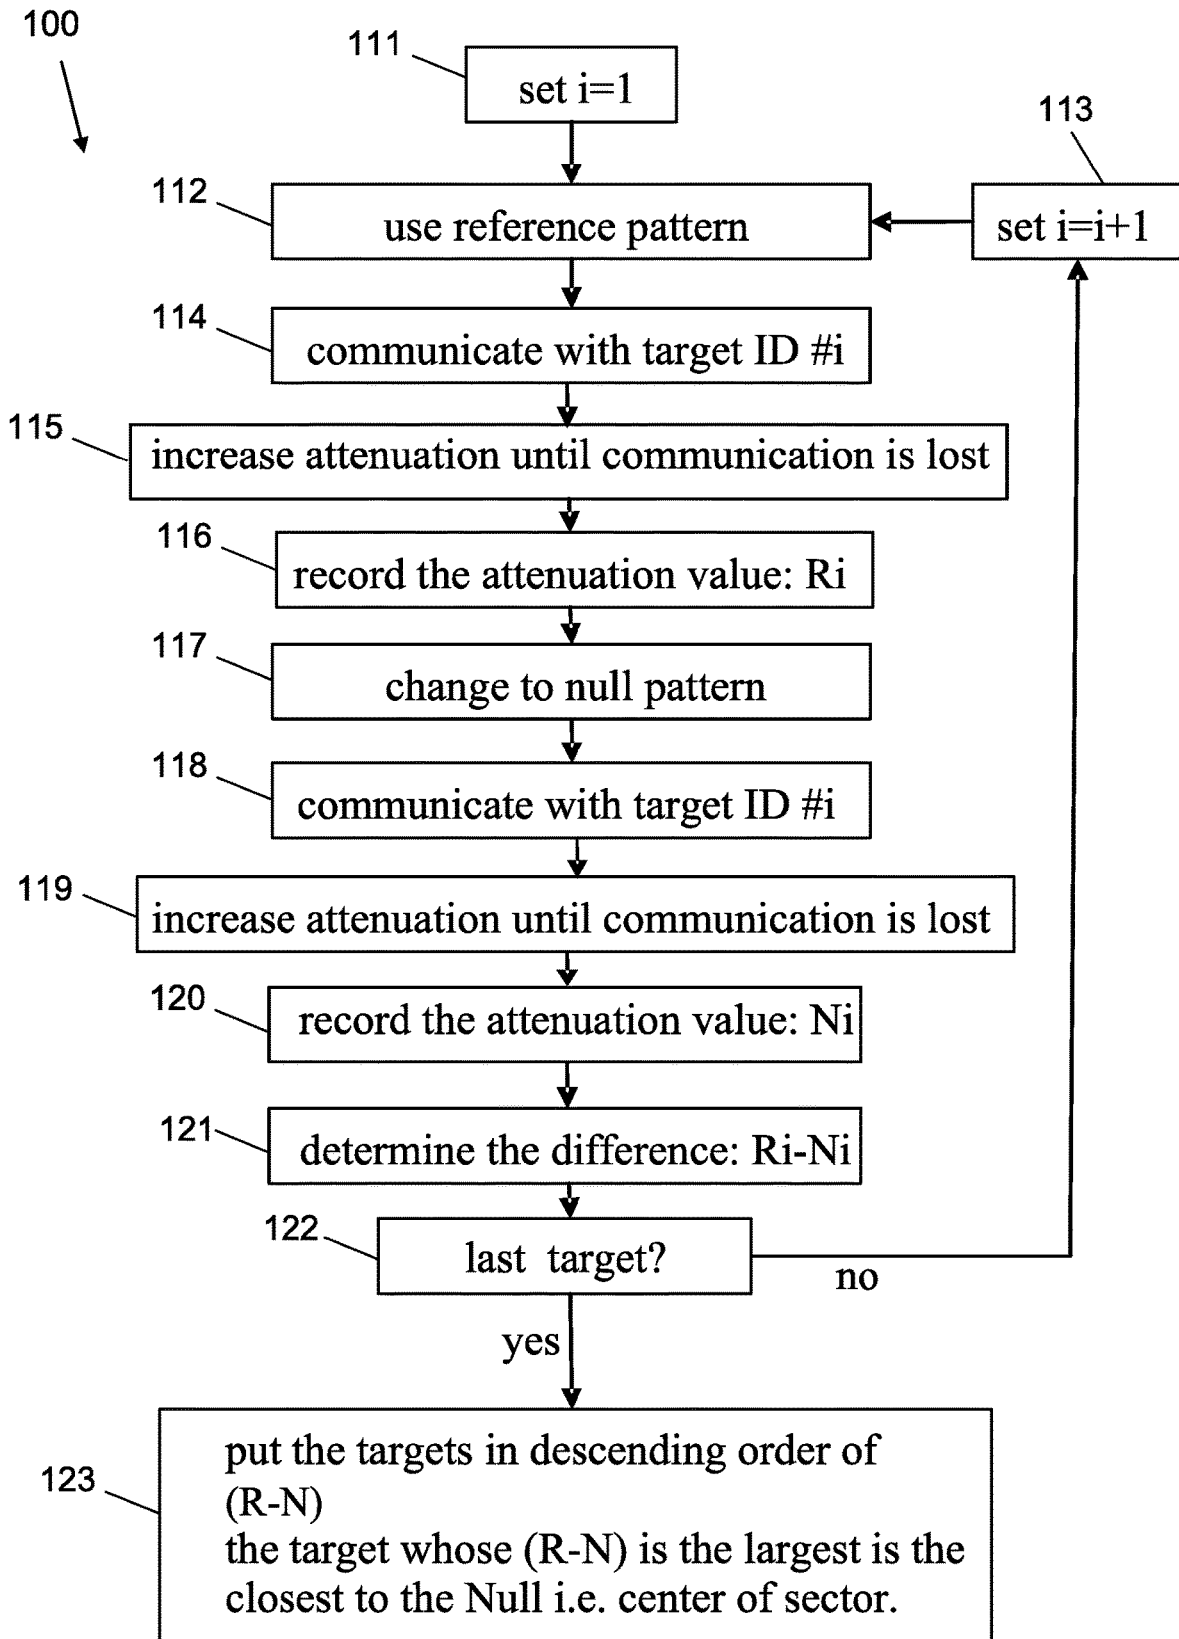 100
111
set i=1
113
112
use reference pattern
set i=i+1
114
communicate with target ID #i
115
increase attenuation until communication is lost
116
record the attenuation value: Ri
117
change to null pattern
118
communicate with target ID #i
119
increase attenuation until communication is lost
120
record the attenuation value: Ni
121
determine the difference: Ri-Ni
122
last target?
no
yes
123
put the targets in descending order of
(R-N)
the target whose (R-N) is the largest is the
closest to the Null i.e. center of sector.